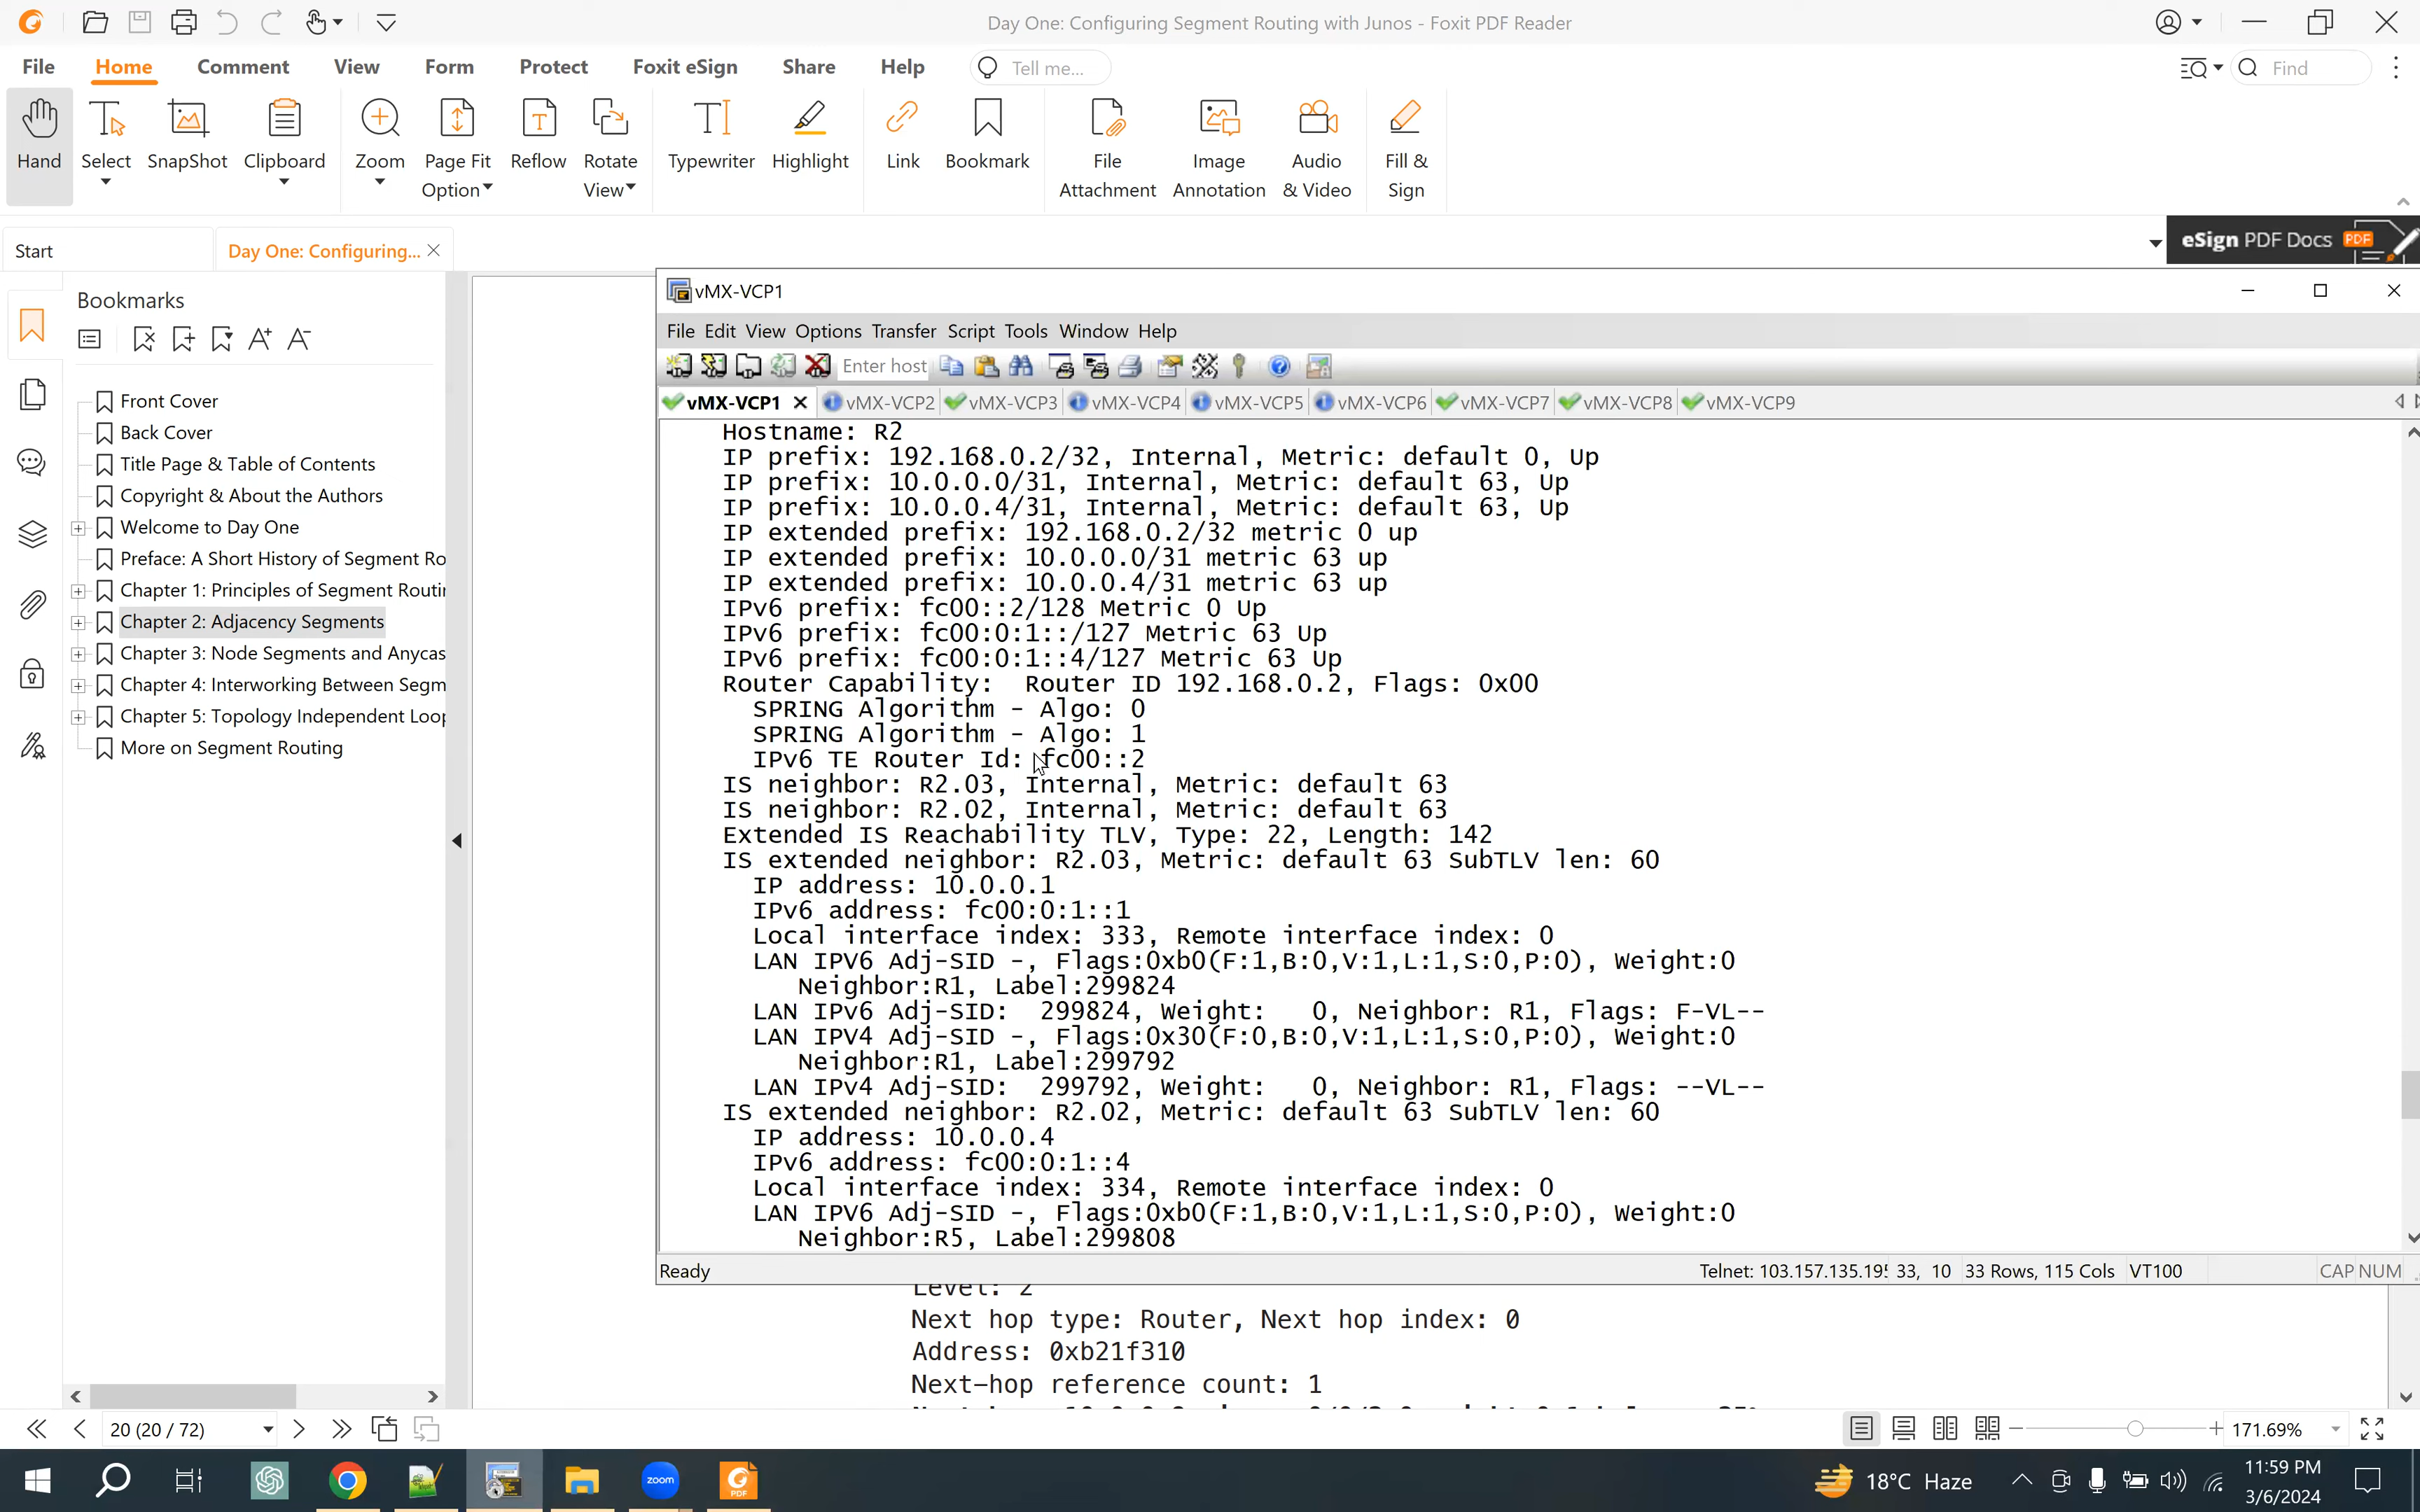 Day One: Configuring Segment Routing with Junos - Foxit PDF Reader
File Home Comment View Form Protect Foxit eSign Share Help Tell me... Find
Hand Select SnapShot Clipboard Zoom Page Fit Option Reflow Rotate View Typewriter Highlight Link Bookmark File Attachment Image Annotation Audio & Video Fill & Sign
Start Day One: Configuring... eSign PDF Docs PDF
Bookmarks
Front Cover
Back Cover
Title Page & Table of Contents
Copyright & About the Authors
Welcome to Day One
Preface: A Short History of Segment Ro
Chapter 1: Principles of Segment Routi
Chapter 2: Adjacency Segments
Chapter 3: Node Segments and Anycas
Chapter 4: Interworking Between Segm
Chapter 5: Topology Independent Loo
More on Segment Routing
vMX-VCP1
File Edit View Options Transfer Script Tools Window Help
Enter host
vMX-VCP1 vMX-VCP2 vMX-VCP3 vMX-VCP4 vMX-VCP5 vMX-VCP6 vMX-VCP7 vMX-VCP8 vMX-VCP9
Hostname: R2
IP prefix: 192.168.0.2/32, Internal, Metric: default 0, Up
IP prefix: 10.0.0.0/31, Internal, Metric: default 63, Up
IP prefix: 10.0.0.4/31, Internal, Metric: default 63, Up
IP extended prefix: 192.168.0.2/32 metric 0 up
IP extended prefix: 10.0.0.0/31 metric 63 up
IP extended prefix: 10.0.0.4/31 metric 63 up
IPv6 prefix: fc00::2/128 Metric 0 Up
IPv6 prefix: fc00:0:1::/127 Metric 63 Up
IPv6 prefix: fc00:0:1::4/127 Metric 63 Up
Router Capability:  Router ID 192.168.0.2, Flags: 0x00
SPRING Algorithm - Algo: 0
SPRING Algorithm - Algo: 1
IPv6 TE Router Id: fc00::2
IS neighbor: R2.03, Internal, Metric: default 63
IS neighbor: R2.02, Internal, Metric: default 63
Extended IS Reachability TLV, Type: 22, Length: 142
IS extended neighbor: R2.03, Metric: default 63 SubTLV len: 60
IP address: 10.0.0.1
IPv6 address: fc00:0:1::1
Local interface index: 333, Remote interface index: 0
LAN IPV6 Adj-SID -, Flags:0xb0(F:1,B:0,V:1,L:1,S:0,P:0), Weight:0
Neighbor:R1, Label:299824
LAN IPv6 Adj-SID:  299824, Weight:   0, Neighbor: R1, Flags: F-VL--
LAN IPV4 Adj-SID -, Flags:0x30(F:0,B:0,V:1,L:1,S:0,P:0), Weight:0
Neighbor:R1, Label:299792
LAN IPv4 Adj-SID:  299792, Weight:   0, Neighbor: R1, Flags: --VL--
IS extended neighbor: R2.02, Metric: default 63 SubTLV len: 60
IP address: 10.0.0.4
IPv6 address: fc00:0:1::4
Local interface index: 334, Remote interface index: 0
LAN IPV6 Adj-SID -, Flags:0xb0(F:1,B:0,V:1,L:1,S:0,P:0), Weight:0
Neighbor:R5, Label:299808
Ready Telnet: 103.157.135.19 33, 10 33 Rows, 115 Cols VT100 CAP NUM
Level: 2
Next hop type: Router, Next hop index: 0
Address: 0xb21f310
Next-hop reference count: 1
20 (20 / 72) 171.69%
zoom PDF 18°C Haze 11:59 PM
3/6/2024